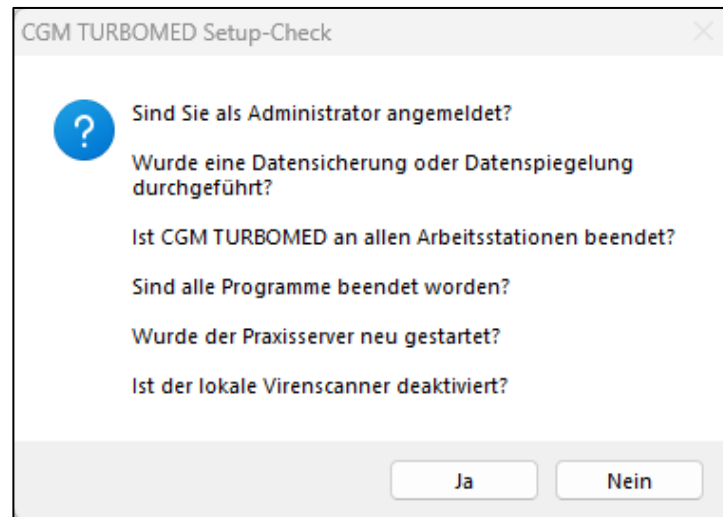 CGM TURBOMED Setup-Check
Sind Sie als Administrator angemeldet?
Wurde eine Datensicherung oder Datenspiegelung
durchgeführt?
Ist CGM TURBOMED an allen Arbeitsstationen beendet?
Sind alle Programme beendet worden?
Wurde der Praxisserver neu gestartet?
Ist der lokale Virenscanner deaktiviert?
Ja Nein